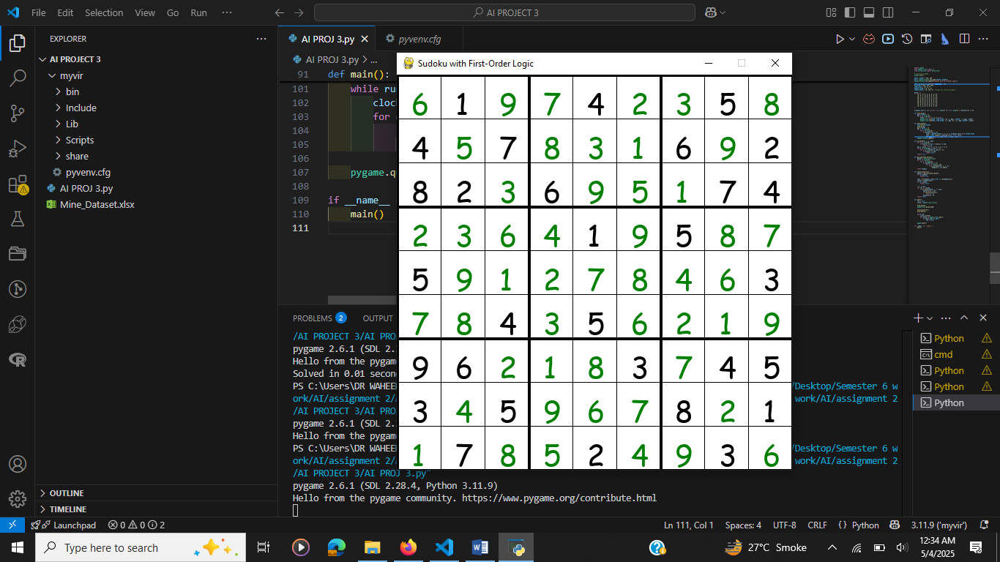 File Edit Selection View Go Run ··· AI PROJECT 3
EXPLORER
AI PROJECT 3
myvir
bin
Include
Lib
Scripts
share
pyvenv.cfg
AI PROJ 3.py
Mine_Dataset.xlsx
OUTLINE
TIMELINE
AI PROJ 3.py pyvenv.cfg
AI PROJ 3.py > ...
91 def main():
101 while ru
102 cloc
103 for
104
105
106
107 pygame.q
108
109 if __name__
110 main()
111
Sudoku with First-Order Logic
6 1 9 7 4 2 3 5 8
4 5 7 8 3 1 6 9 2
8 2 3 6 9 5 1 7 4
2 3 6 4 1 9 5 8 7
5 9 1 2 7 8 4 6 3
7 8 4 3 5 6 2 1 9
9 6 2 1 8 3 7 4 5
3 4 5 9 6 7 8 2 1
1 7 8 5 2 4 9 3 6
PROBLEMS 2 OUTPUT
/AI PROJECT 3/AI PRO
pygame 2.6.1 (SDL 2.
Hello from the pygam
Solved in 0.01 secon
PS C:\Users\DR WAHEE /Desktop/Semester 6 w
ork/AI/assignment 2/ work/AI/assignment 2
/AI PROJECT 3/AI PRO
pygame 2.6.1 (SDL 2.
Hello from the pygam
PS C:\Users\DR WAHEE /Desktop/Semester 6 w
ork/AI/assignment 2/ work/AI/assignment 2
/AI PROJECT 3/AI PROJ 3.py"
pygame 2.6.1 (SDL 2.28.4, Python 3.11.9)
Hello from the pygame community. https://www.pygame.org/contribute.html
Python
cmd
Python
Python
Python
Launchpad 0 0 2 Ln 111, Col 1 Spaces: 4 UTF-8 CRLF {} Python 3.11.9 ('myvir')
Type here to search 27°C Smoke 12:34 AM
5/4/2025